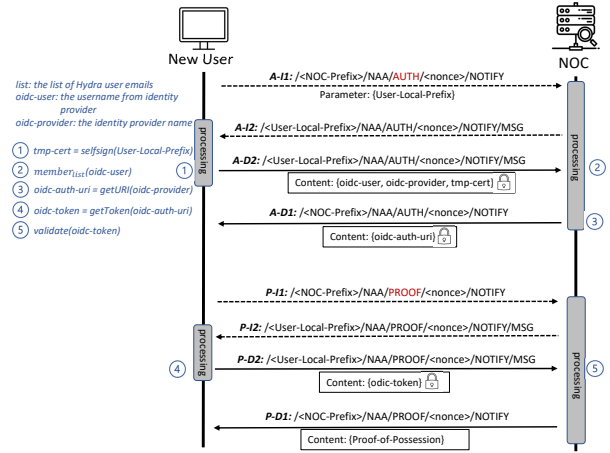 New User
NOC
list: the list of Hydra user emails
oidc-user: the username from identity
provider
oidc-provider: the identity provider name
1 tmp-cert = selfsign(User-Local-Prefix)
2 member_list(oidc-user)
3 oidc-auth-uri = getURI(oidc-provider)
4 oidc-token = getToken(oidc-auth-uri)
5 validate(oidc-token)
A-I1: /<NOC-Prefix>/NAA/AUTH/<nonce>/NOTIFY
Parameter: {User-Local-Prefix}
A-I2: /<User-Local-Prefix>/NAA/AUTH/<nonce>/NOTIFY/MSG
processing
1
A-D2: /<User-Local-Prefix>/NAA/AUTH/<nonce>/NOTIFY/MSG
Content: {oidc-user, oidc-provider, tmp-cert}
processing
2
A-D1: /<NOC-Prefix>/NAA/AUTH/<nonce>/NOTIFY
3
Content: {oidc-auth-uri}
P-I1: /<NOC-Prefix>/NAA/PROOF/<nonce>/NOTIFY
P-I2: /<User-Local-Prefix>/NAA/PROOF/<nonce>/NOTIFY/MSG
processing
4
P-D2: /<User-Local-Prefix>/NAA/PROOF/<nonce>/NOTIFY/MSG
Content: {odic-token}
processing
5
P-D1: /<NOC-Prefix>/NAA/PROOF/<nonce>/NOTIFY
Content: {Proof-of-Possession}